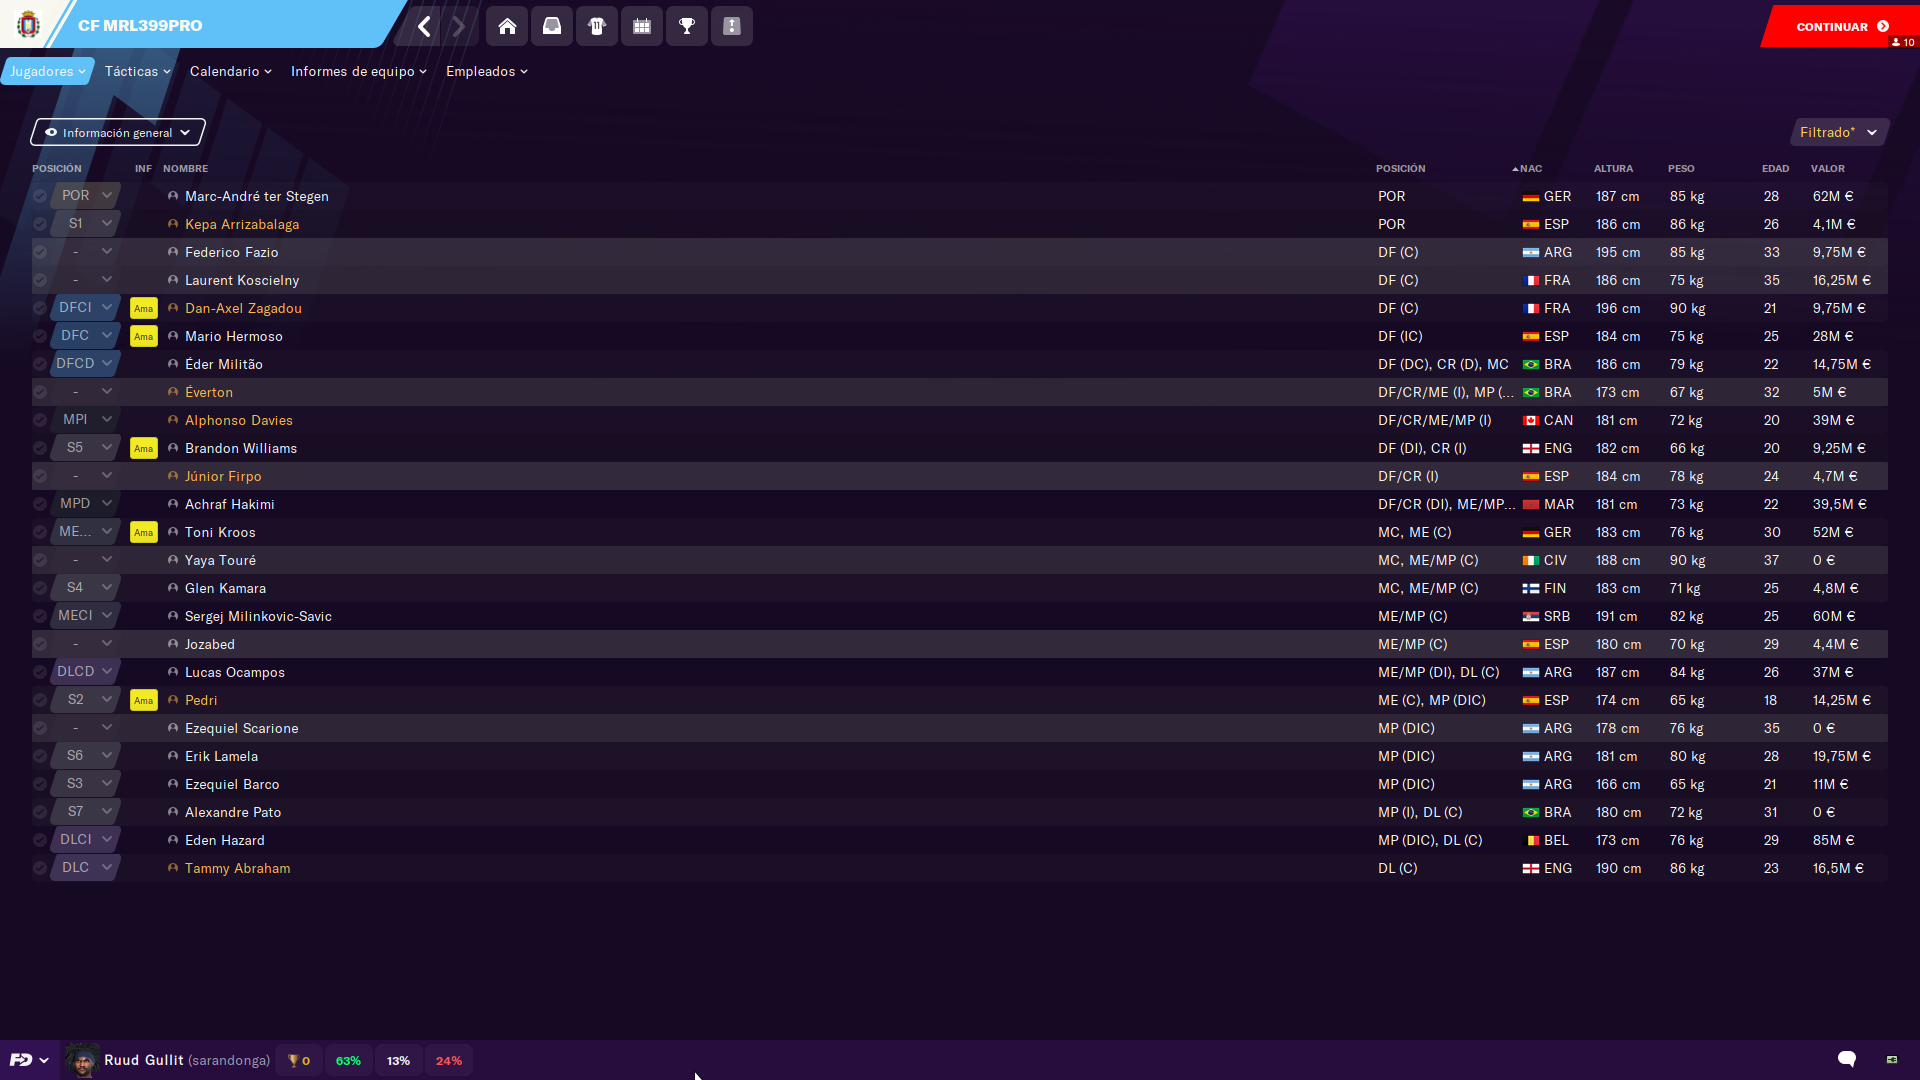 CF MRL399PRO
CONTINUAR
10
Jugadores Tácticas Calendario Informes de equipo Empleados
Información general
Filtrado*
POSICIÓN INF NOMBRE POSICIÓN NAC ALTURA PESO EDAD VALOR
POR Marc-André ter Stegen POR GER 187 cm 85 kg 28 62M €
S1 Kepa Arrizabalaga POR ESP 186 cm 86 kg 26 4,1M €
- Federico Fazio DF (C) ARG 195 cm 85 kg 33 9,75M €
- Laurent Koscielny DF (C) FRA 186 cm 75 kg 35 16,25M €
DFCI Ama Dan-Axel Zagadou DF (C) FRA 196 cm 90 kg 21 9,75M €
DFC Ama Mario Hermoso DF (IC) ESP 184 cm 75 kg 25 28M €
DFCD Éder Militão DF (DC), CR (D), MC BRA 186 cm 79 kg 22 14,75M €
- Éverton DF/CR/ME (I), MP (... BRA 173 cm 67 kg 32 5M €
MPI Alphonso Davies DF/CR/ME/MP (I) CAN 181 cm 72 kg 20 39M €
S5 Ama Brandon Williams DF (DI), CR (I) ENG 182 cm 66 kg 20 9,25M €
- Júnior Firpo DF/CR (I) ESP 184 cm 78 kg 24 4,7M €
MPD Achraf Hakimi DF/CR (DI), ME/MP... MAR 181 cm 73 kg 22 39,5M €
ME... Ama Toni Kroos MC, ME (C) GER 183 cm 76 kg 30 52M €
- Yaya Touré MC, ME/MP (C) CIV 188 cm 90 kg 37 0 €
S4 Glen Kamara MC, ME/MP (C) FIN 183 cm 71 kg 25 4,8M €
MECI Sergej Milinkovic-Savic ME/MP (C) SRB 191 cm 82 kg 25 60M €
- Jozabed ME/MP (C) ESP 180 cm 70 kg 29 4,4M €
DLCD Lucas Ocampos ME/MP (DI), DL (C) ARG 187 cm 84 kg 26 37M €
S2 Ama Pedri ME (C), MP (DIC) ESP 174 cm 65 kg 18 14,25M €
- Ezequiel Scarione MP (DIC) ARG 178 cm 76 kg 35 0 €
S6 Erik Lamela MP (DIC) ARG 181 cm 80 kg 28 19,75M €
S3 Ezequiel Barco MP (DIC) ARG 166 cm 65 kg 21 11M €
S7 Alexandre Pato MP (I), DL (C) BRA 180 cm 72 kg 31 0 €
DLCI Eden Hazard MP (DIC), DL (C) BEL 173 cm 76 kg 29 85M €
DLC Tammy Abraham DL (C) ENG 190 cm 86 kg 23 16,5M €
FD Ruud Gullit (sarandonga) 0 63% 13% 24%